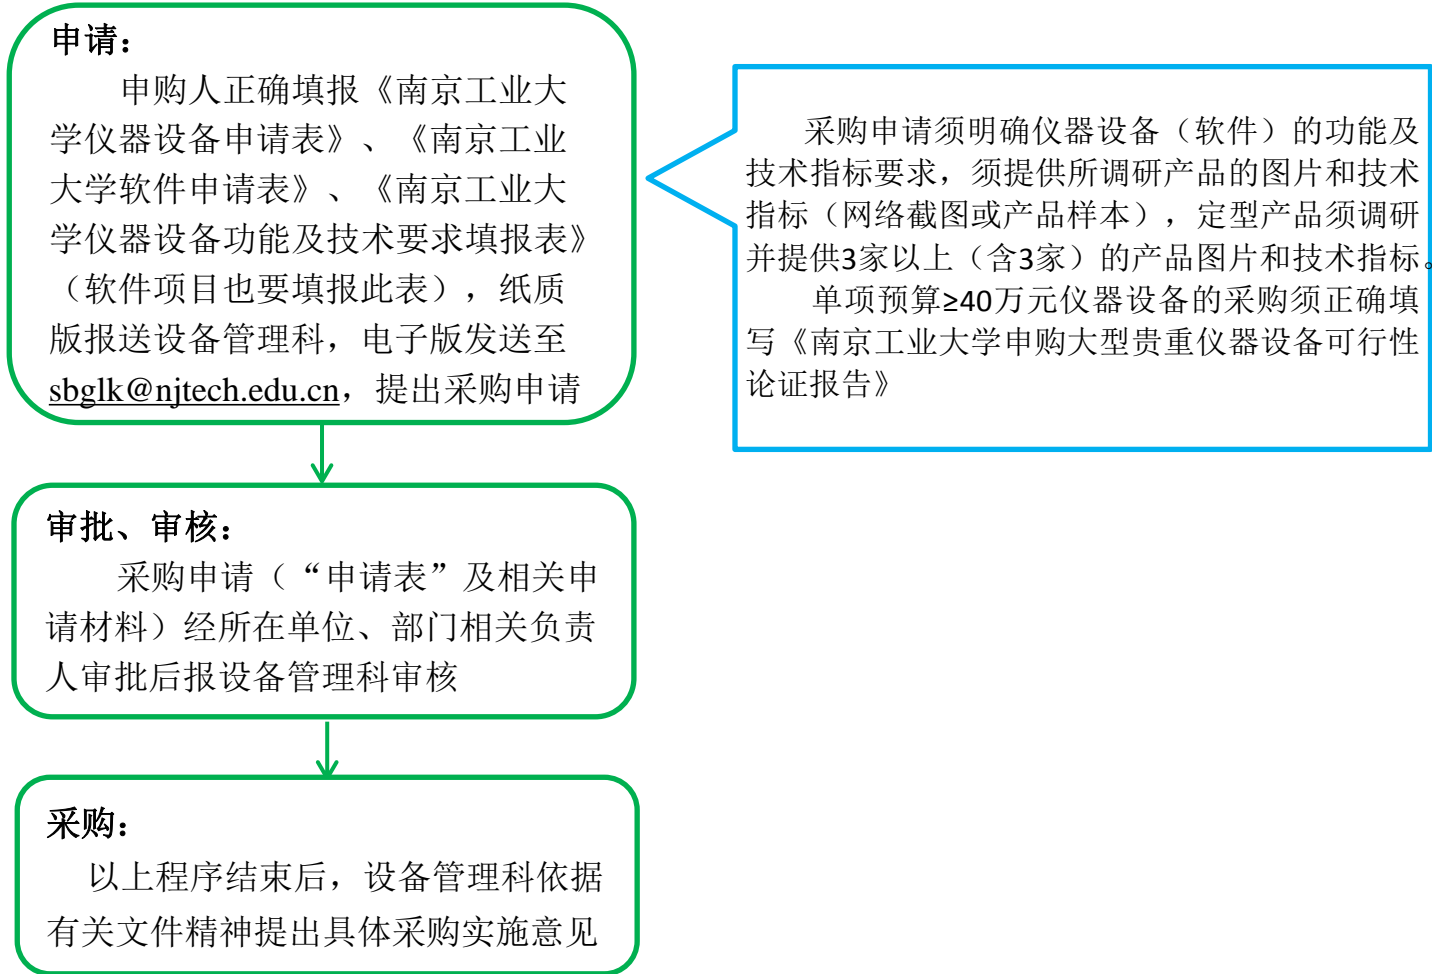 申请：
申购人正确填报《南京工业大
学仪器设备申请表》、《南京工业
大学软件申请表》、《南京工业大
学仪器设备功能及技术要求填报表》
（软件项目也要填报此表），纸质
版报送设备管理科，电子版发送至
sbglk@njtech.edu.cn，提出采购申请
采购申请须明确仪器设备（软件）的功能及
技术指标要求，须提供所调研产品的图片和技术
指标（网络截图或产品样本），定型产品须调研
并提供3家以上（含3家）的产品图片和技术指标。
单项预算≥40万元仪器设备的采购须正确填
写《南京工业大学申购大型贵重仪器设备可行性
论证报告》
审批、审核：
采购申请（“申请表”及相关申
请材料）经所在单位、部门相关负责
人审批后报设备管理科审核
采购：
以上程序结束后，设备管理科依据
有关文件精神提出具体采购实施意见